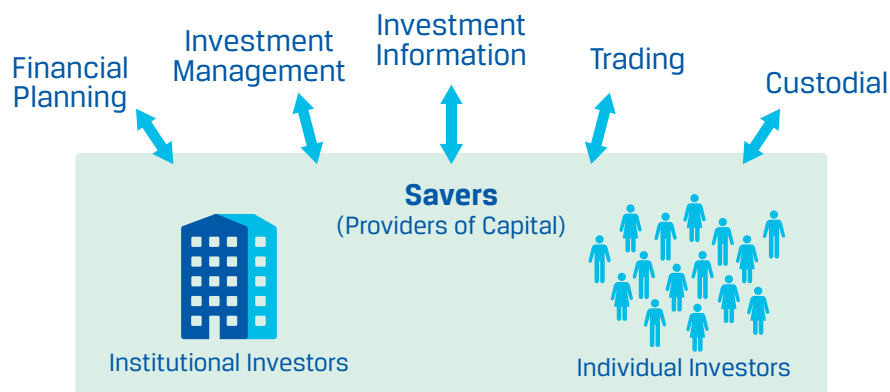 Financial
Planning
Investment
Management
Investment
Information
Trading
Custodial
Savers
(Providers of Capital)
Institutional Investors
Individual Investors